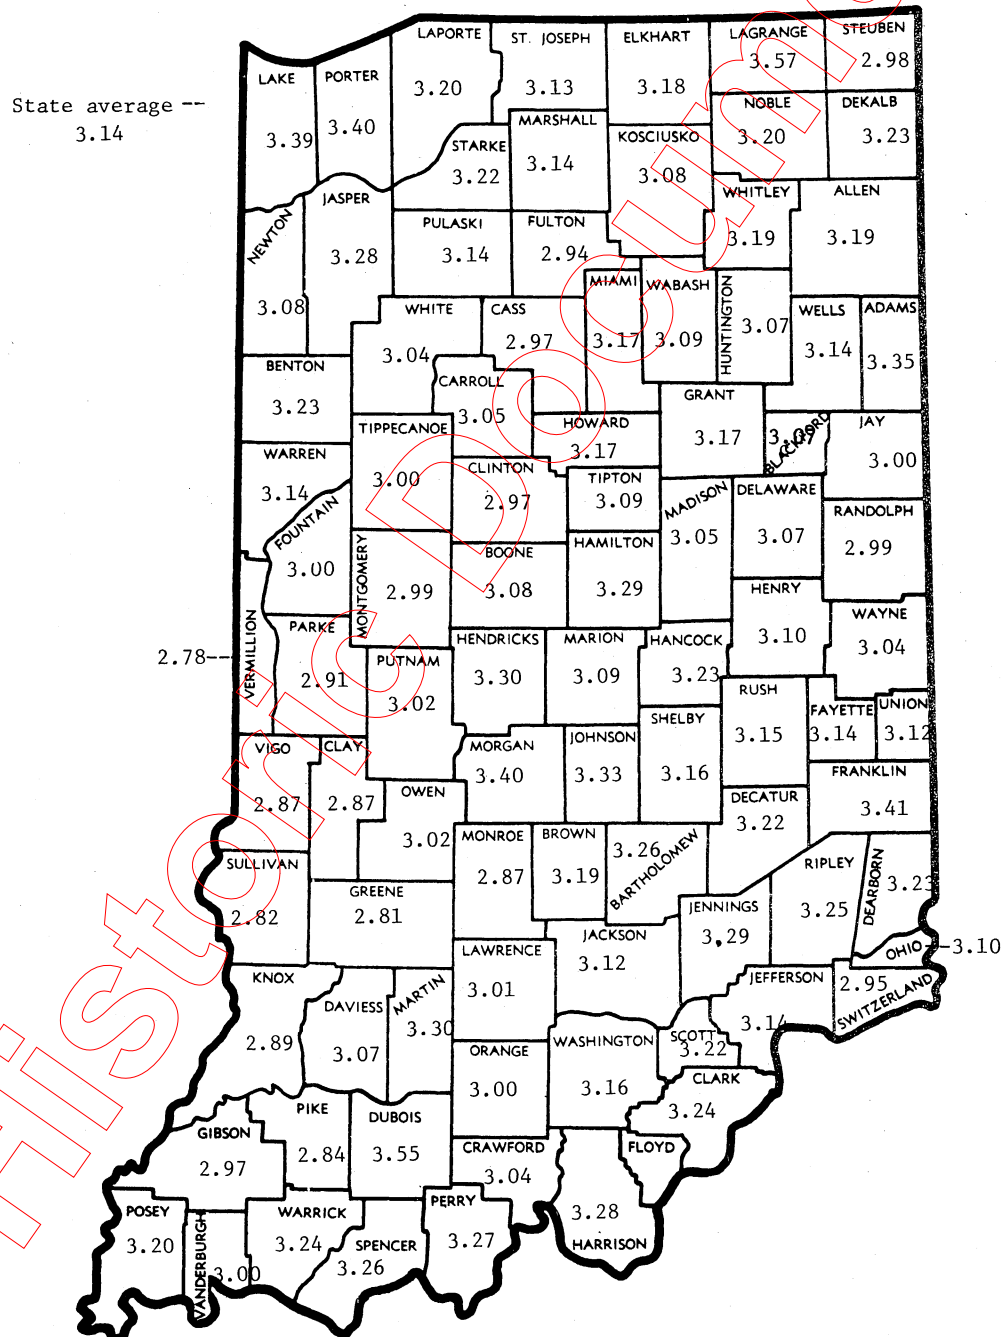 LAPORTE
3.20
ST. JOSEPH
3.13
ELKHART
3.18
LAGRANGE
3.57
STEUBEN
2.98
LAKE
3.39
PORTER
3.40
State average --
3.14
NOBLE
3.20
DEKALB
3.23
MARSHALL
3.14
STARKE
3.22
KOSCIUSKO
3.08
WHITLEY
3.19
ALLEN
3.19
NEWTON
3.08
JASPER
3.28
PULASKI
3.14
FULTON
2.94
MIAMI
3.17
WABASH
3.09
HUNTINGTON
3.07
WHITE
3.04
CASS
2.97
WELLS
3.14
ADAMS
3.35
BENTON
3.23
CARROLL
3.05
GRANT
3.17
BLACKFORD
JAY
3.00
HOWARD
3.17
TIPPECANOE
3.00
WARREN
3.14
CLINTON
2.97
TIPTON
3.09
MADISON
3.05
DELAWARE
3.07
RANDOLPH
2.99
FOUNTAIN
3.00
MONTGOMERY
2.99
BOONE
3.08
HAMILTON
3.29
HENRY
3.10
WAYNE
3.04
2.78--
VERMILLION
PARKE
2.91
PUTNAM
3.02
HENDRICKS
3.30
MARION
3.09
HANCOCK
3.23
RUSH
3.15
FAYETTE
3.14
UNION
3.12
VIGO
2.87
CLAY
2.87
MORGAN
3.40
JOHNSON
3.33
SHELBY
3.16
FRANKLIN
3.41
OWEN
3.02
DECATUR
3.22
MONROE
2.87
BROWN
3.19
3.26
BARTHOLOMEW
RIPLEY
3.25
DEARBORN
3.23
SULLIVAN
2.82
GREENE
2.81
JENNINGS
3.29
JACKSON
3.12
LAWRENCE
3.01
OHIO --3.10
KNOX
2.89
DAVIESS
3.07
MARTIN
3.30
JEFFERSON
3.14
2.95
SWITZERLAND
ORANGE
3.00
WASHINGTON
3.16
SCOTT
3.22
CLARK
3.24
PIKE
2.84
DUBOIS
3.55
GIBSON
2.97
CRAWFORD
3.04
FLOYD
3.28
HARRISON
POSEY
3.20
VANDERBURGH
3.00
WARRICK
3.24
SPENCER
3.26
PERRY
3.27